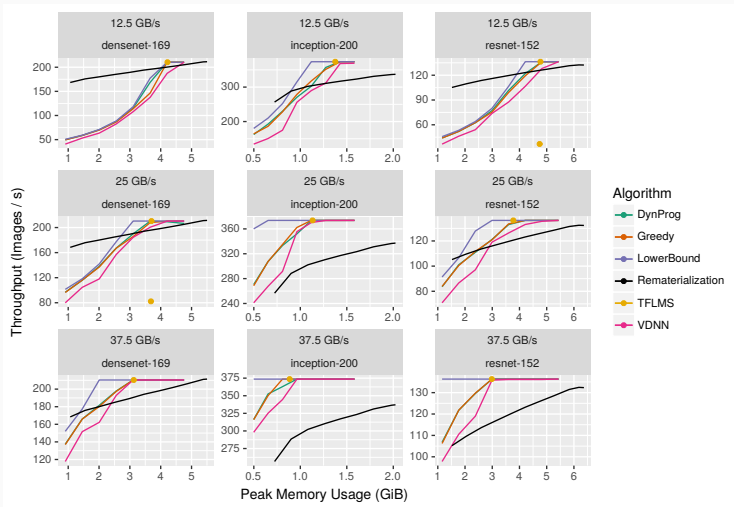 12.5 GB/s 12.5 GB/s 12.5 GB/s
densenet-169 inception-200 resnet-152
200
150
100
50
300
200
120
90
60
1 2 3 4 5
0.5 1.0 1.5 2.0
1 2 3 4 5 6
25 GB/s 25 GB/s 25 GB/s
densenet-169 inception-200 resnet-152
200
160
120
80
360
320
280
240
120
100
80
1 2 3 4 5
0.5 1.0 1.5 2.0
1 2 3 4 5 6
37.5 GB/s 37.5 GB/s 37.5 GB/s
densenet-169 inception-200 resnet-152
200
180
160
140
120
375
350
325
300
275
130
120
110
100
1 2 3 4 5
0.5 1.0 1.5 2.0
1 2 3 4 5 6
Throughput (Images / s)
Peak Memory Usage (GiB)
Algorithm
DynProg
Greedy
LowerBound
Rematerialization
TFLMS
VDNN